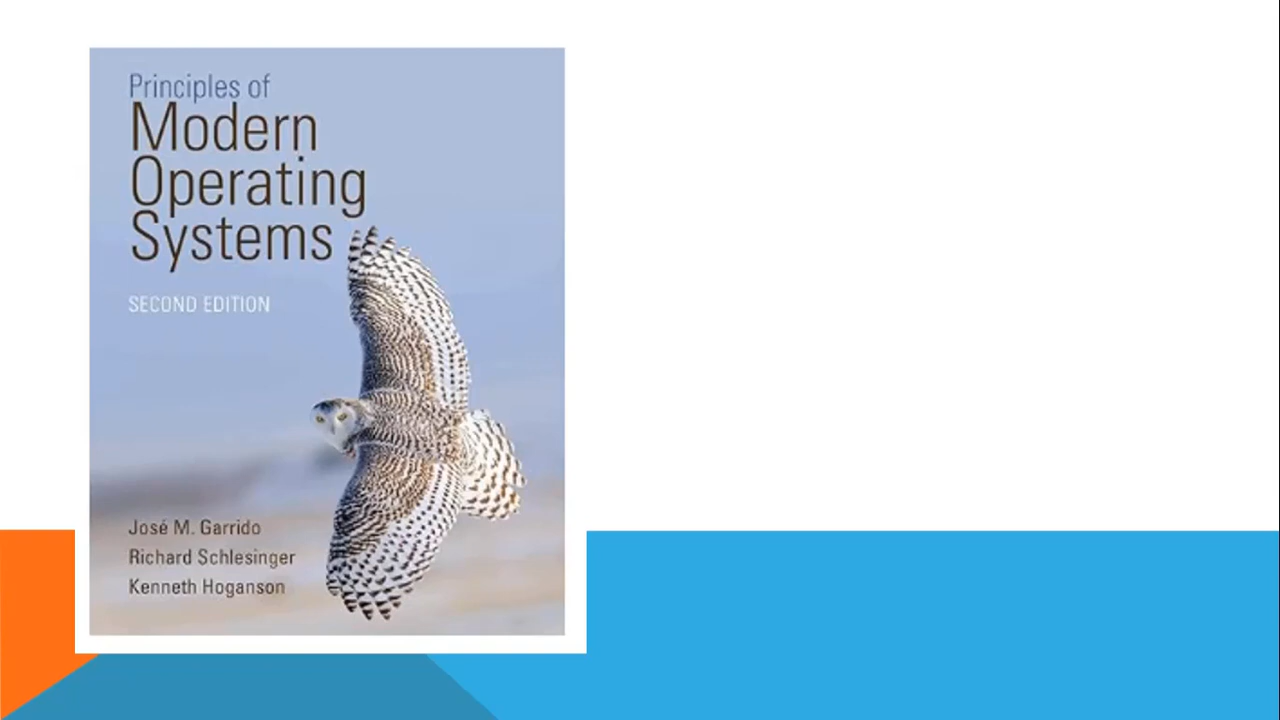 Principles of
Modern
Operating
Systems
SECOND EDITION
José M. Garrido
Richard Schlesinger
Kenneth Hoganson